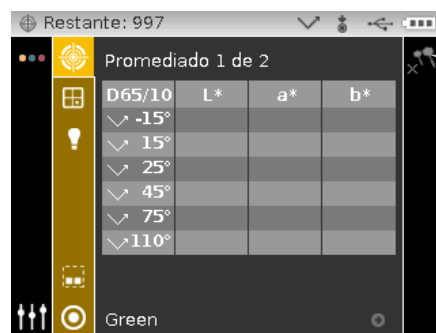 Restante: 997
Promediado 1 de 2
D65/10 L* a* b*
-15°
15°
25°
45°
75°
110°
Green